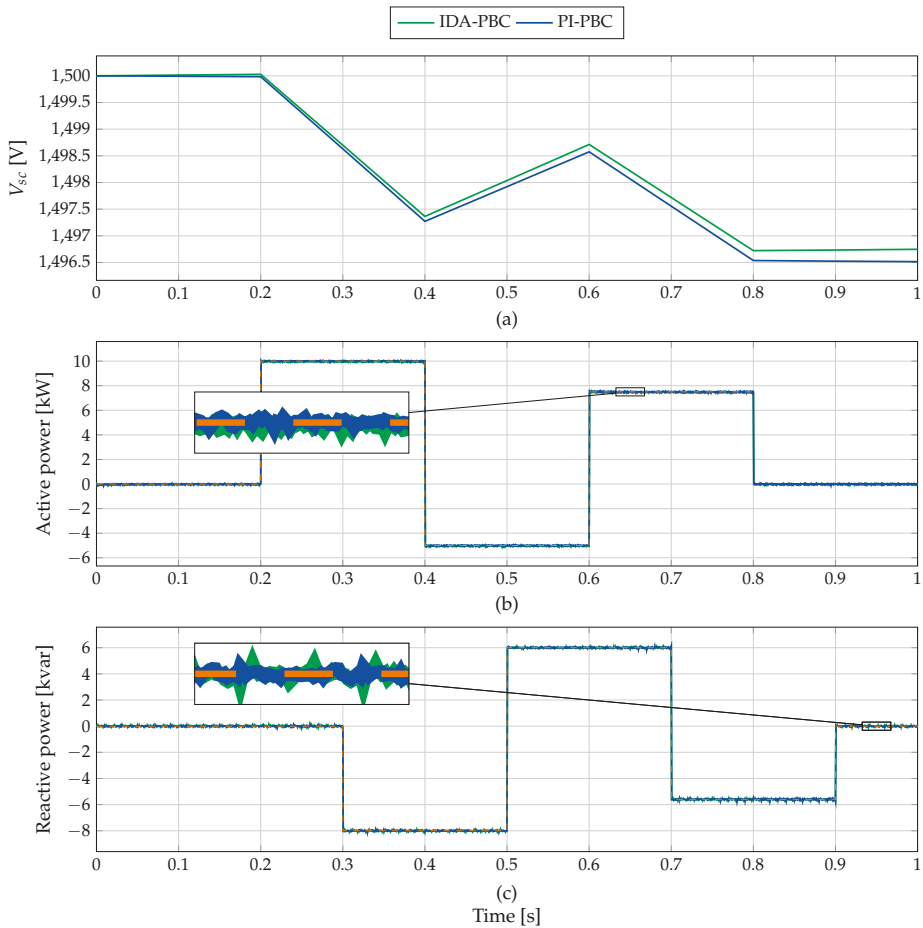 IDA-PBC PI-PBC
1,500
1,499.5
1,499
1,498.5
1,498
1,497.5
1,497
1,496.5
V_sc [V]
0 0.1 0.2 0.3 0.4 0.5 0.6 0.7 0.8 0.9 1
(a)
10
8
6
4
2
0
−2
−4
−6
Active power [kW]
0 0.1 0.2 0.3 0.4 0.5 0.6 0.7 0.8 0.9 1
(b)
6
4
2
0
−2
−4
−6
−8
Reactive power [kvar]
0 0.1 0.2 0.3 0.4 0.5 0.6 0.7 0.8 0.9 1
(c)
Time [s]